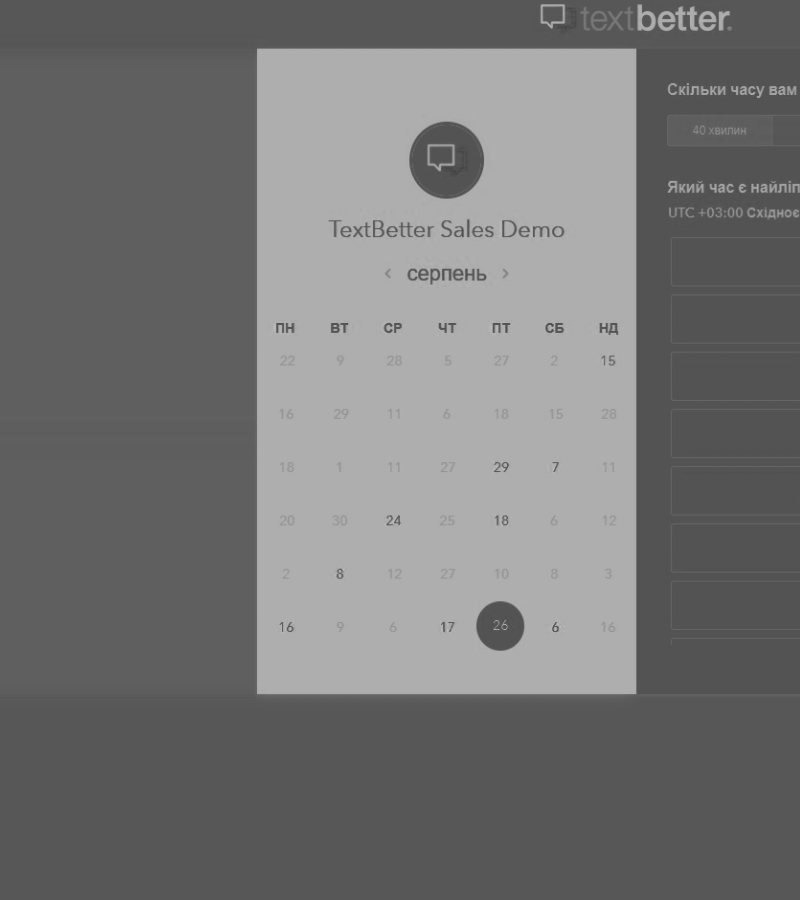 textbetter.
TextBetter Sales Demo
серпень
ПН ВТ СР ЧТ ПТ СБ НД
22 9 28 5 27 2 15
16 29 11 6 18 15 28
18 1 11 27 29 7 11
20 30 24 25 18 6 12
2 8 12 27 10 8 3
16 9 6 17 26 6 16
Скільки часу вам
40 хвилин
Який час є найліп
UTC +03:00 Східноє